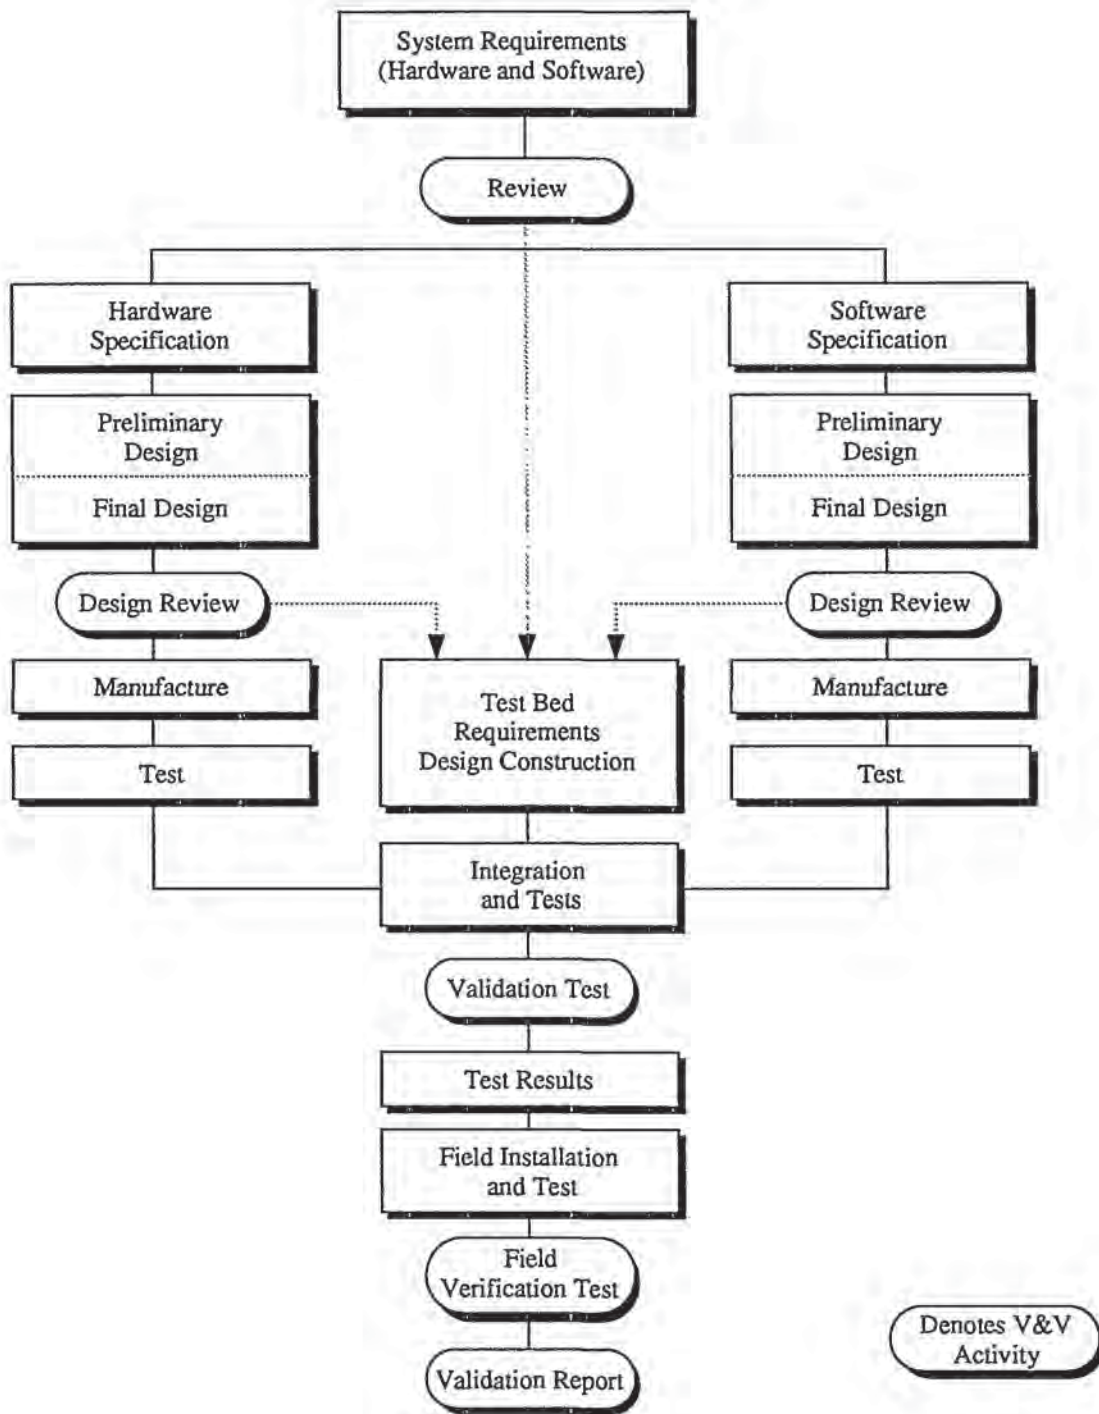 System Requirements
(Hardware and Software)
Review
Hardware
Specification
Software
Specification
Preliminary
Design
Final Design
Preliminary
Design
Final Design
Design Review
Design Review
Manufacture
Test Bed
Requirements
Design Construction
Manufacture
Test
Test
Integration
and Tests
Validation Test
Test Results
Field Installation
and Test
Field
Verification Test
Validation Report
Denotes V&V
Activity